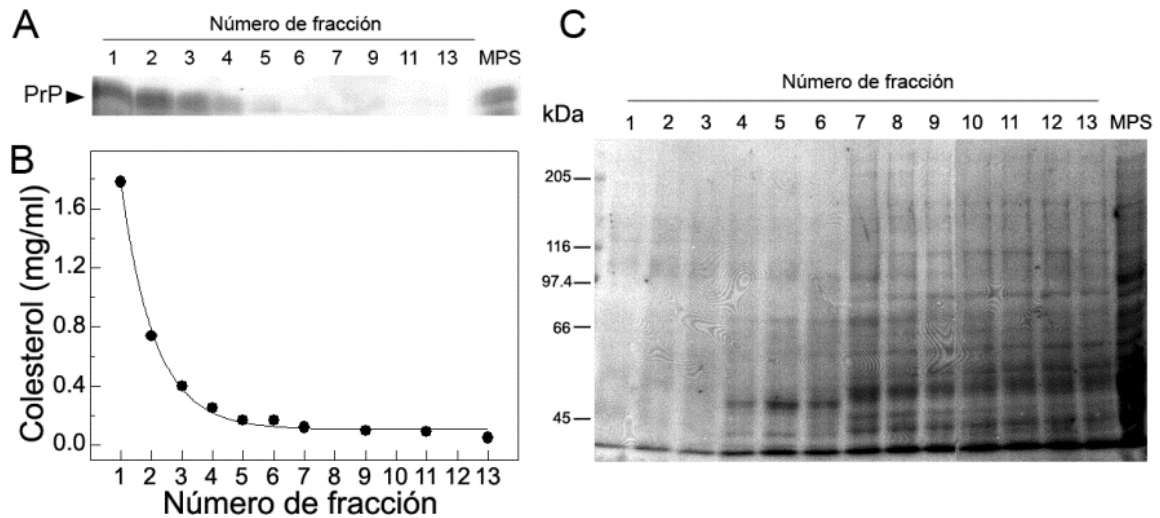 A
Número de fracción
1 2 3 4 5 6 7 9 11 13 MPS
PrP
B
Colesterol (mg/ml)
1.6
1.2
0.8
0.4
0.0
1 2 3 4 5 6 7 8 9 10 11 12 13
Número de fracción
C
Número de fracción
kDa
1 2 3 4 5 6 7 8 9 10 11 12 13 MPS
205
116
97.4
66
45